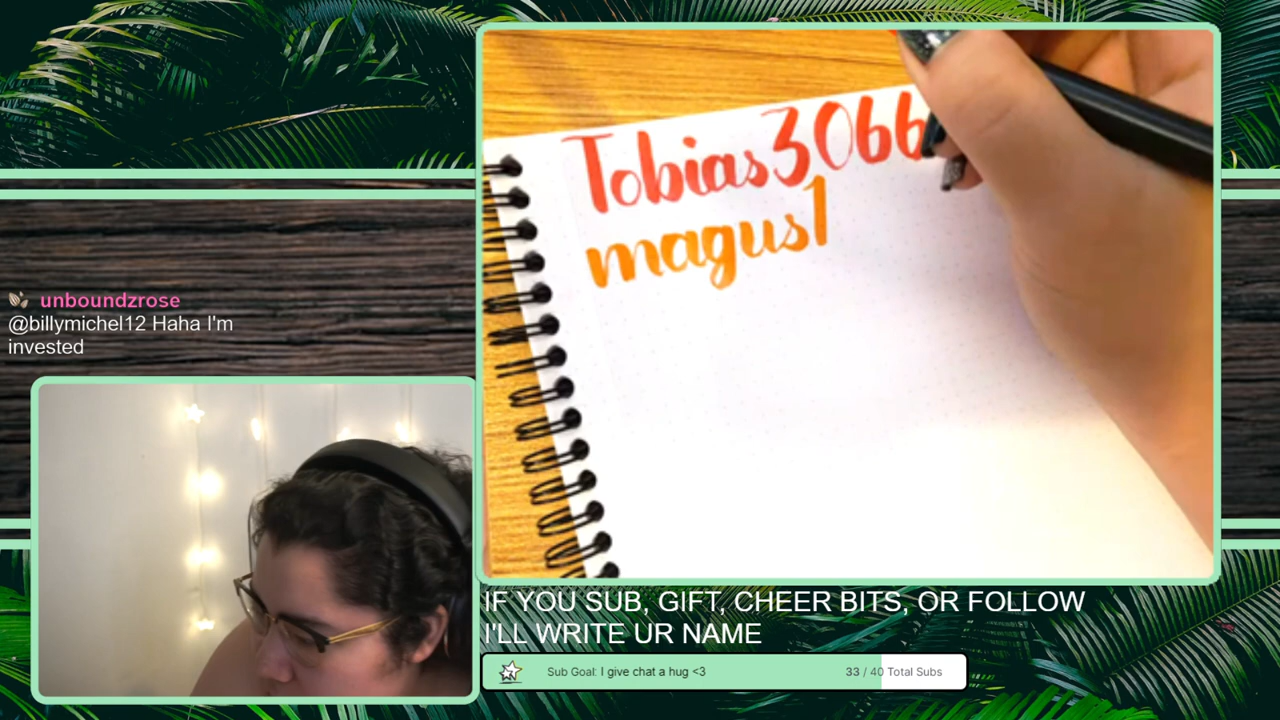 Tobias3066
magus1
unboundzrose
@billymichel12 Haha I'm
invested
IF YOU SUB, GIFT, CHEER BITS, OR FOLLOW
I'LL WRITE UR NAME
Sub Goal: I give chat a hug <3 33 / 40 Total Subs